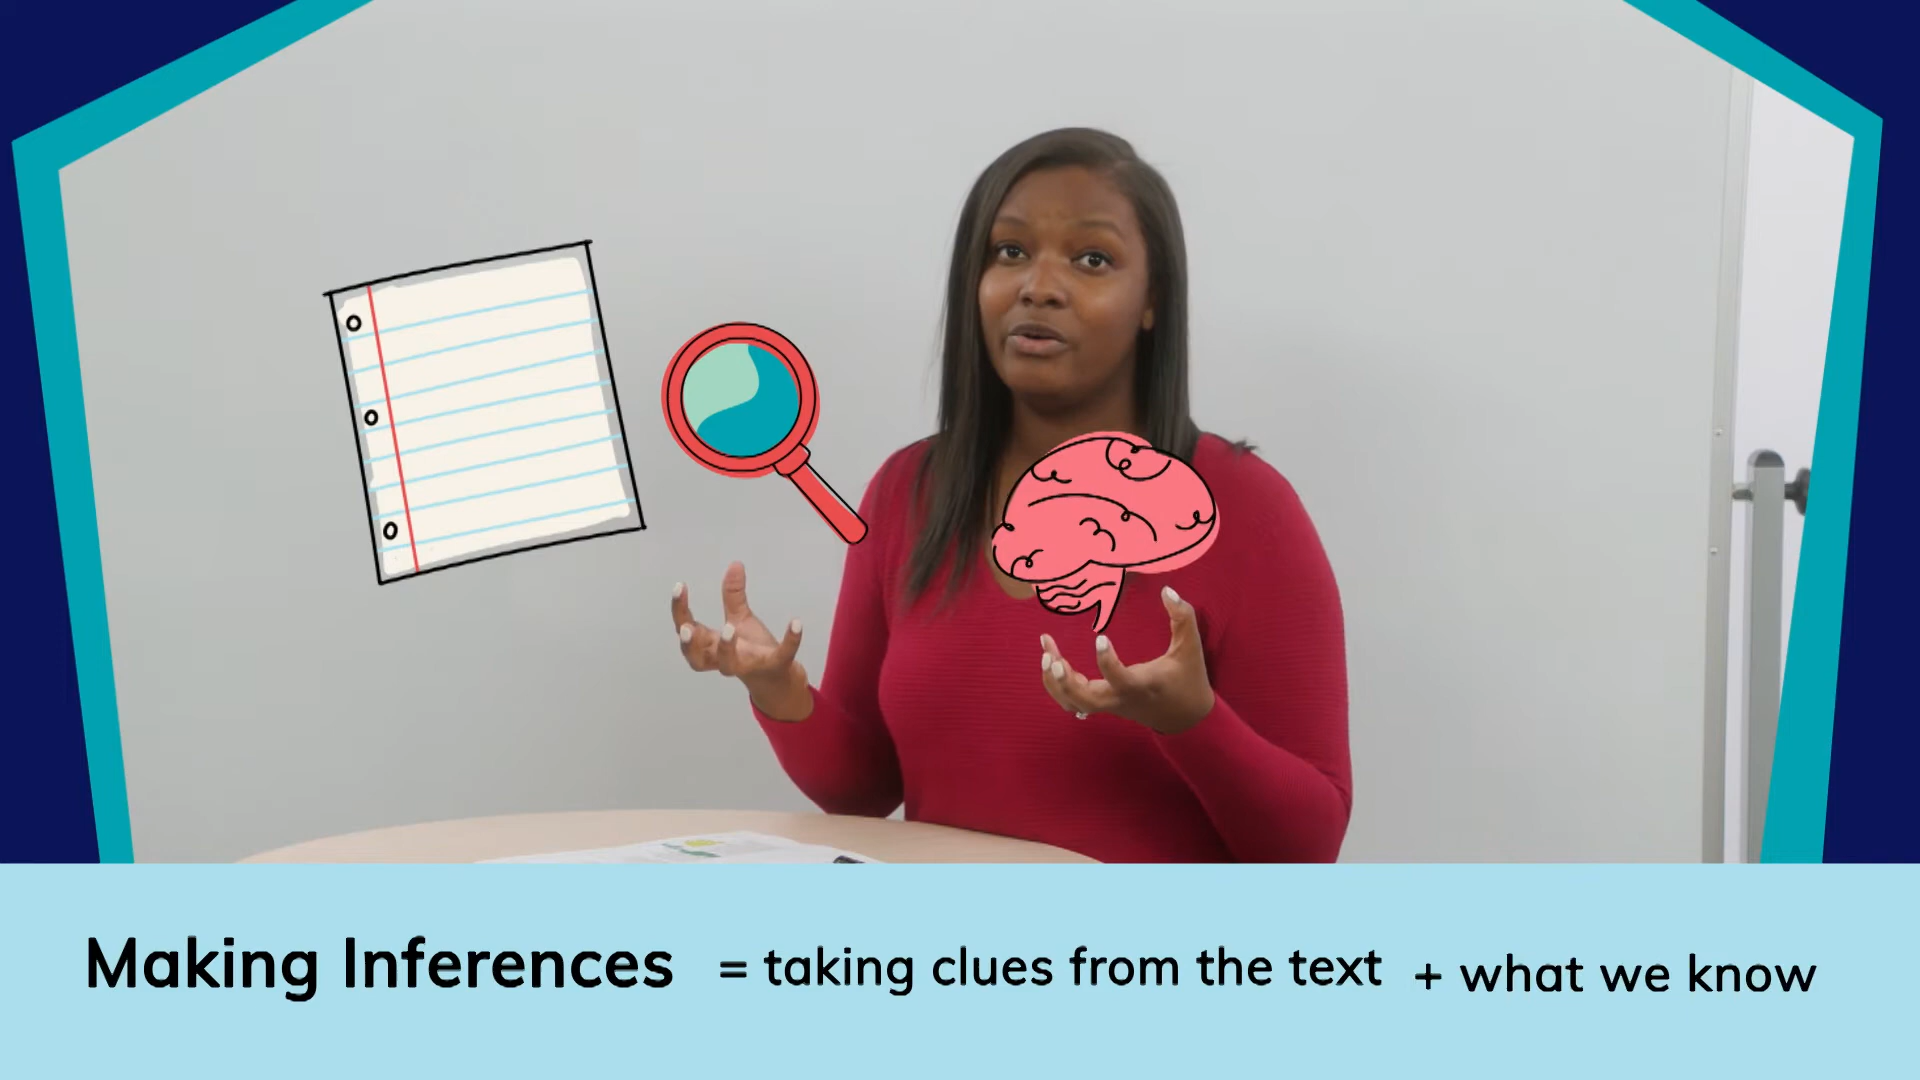 Making Inferences = taking clues from the text + what we know